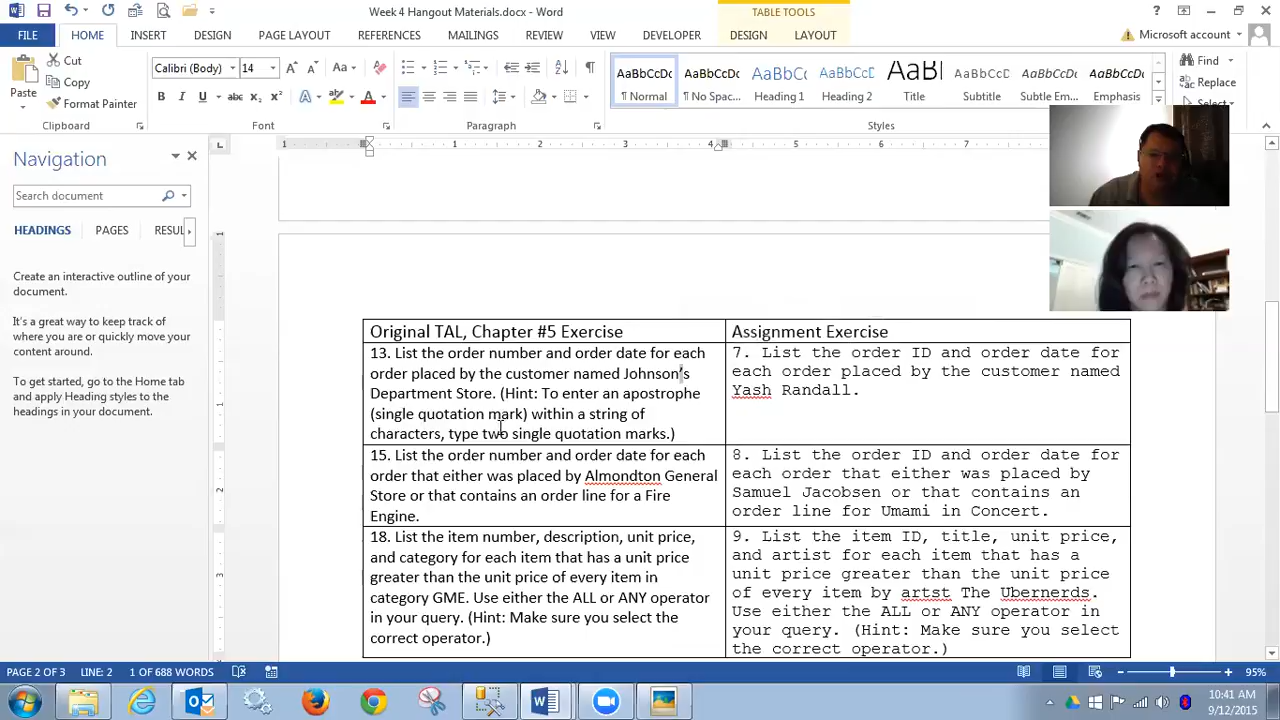 Week 4 Hangout Materials.docx - Word
TABLE TOOLS
FILE HOME INSERT DESIGN PAGE LAYOUT REFERENCES MAILINGS REVIEW VIEW DEVELOPER DESIGN LAYOUT Microsoft account
Paste
Cut
Copy
Format Painter
Calibri (Body) 14
AaBbCcDc AaBbCcDc AaBbCc AaBbCcC AaBl AaBbCcD AaBbCcDc AaBbCcDc
¶ Normal ¶ No Spac... Heading 1 Heading 2 Title Subtitle Subtle Em... Emphasis
Find
Replace
Select
Clipboard Font Paragraph Styles
Navigation
Search document
HEADINGS PAGES RESUL
Create an interactive outline of your
document.
It's a great way to keep track of
where you are or quickly move your
content around.
To get started, go to the Home tab
and apply Heading styles to the
headings in your document.
Original TAL, Chapter #5 Exercise
13. List the order number and order date for each
order placed by the customer named Johnson's
Department Store. (Hint: To enter an apostrophe
(single quotation mark) within a string of
characters, type two single quotation marks.)
15. List the order number and order date for each
order that either was placed by Almondton General
Store or that contains an order line for a Fire
Engine.
18. List the item number, description, unit price,
and category for each item that has a unit price
greater than the unit price of every item in
category GME. Use either the ALL or ANY operator
in your query. (Hint: Make sure you select the
correct operator.)
Assignment Exercise
7. List the order ID and order date for
each order placed by the customer named
Yash Randall.
8. List the order ID and order date for
each order that either was placed by
Samuel Jacobsen or that contains an
order line for Umami in Concert.
9. List the item ID, title, unit price,
and artist for each item that has a
unit price greater than the unit price
of every item by artst The Ubernerds.
Use either the ALL or ANY operator in
your query. (Hint: Make sure you select
the correct operator.)
PAGE 2 OF 3 LINE: 2 1 OF 688 WORDS 95%
10:41 AM
9/12/2015